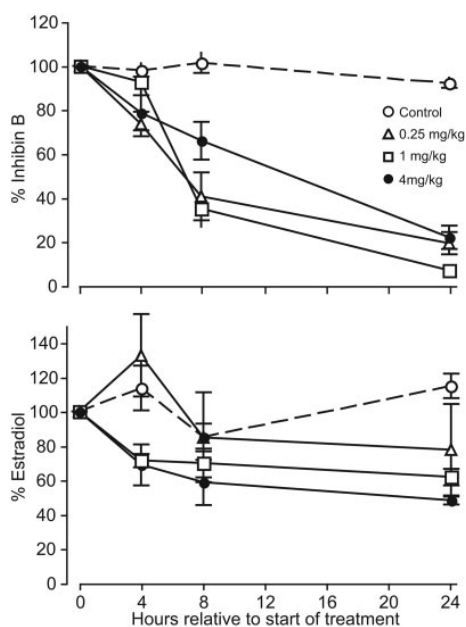 120
100
80
60
40
20
0
% Inhibin B
Control
0.25 mg/kg
1 mg/kg
4mg/kg
140
120
100
80
60
40
20
0
% Estradiol
0 4 8 12 16 20 24
Hours relative to start of treatment